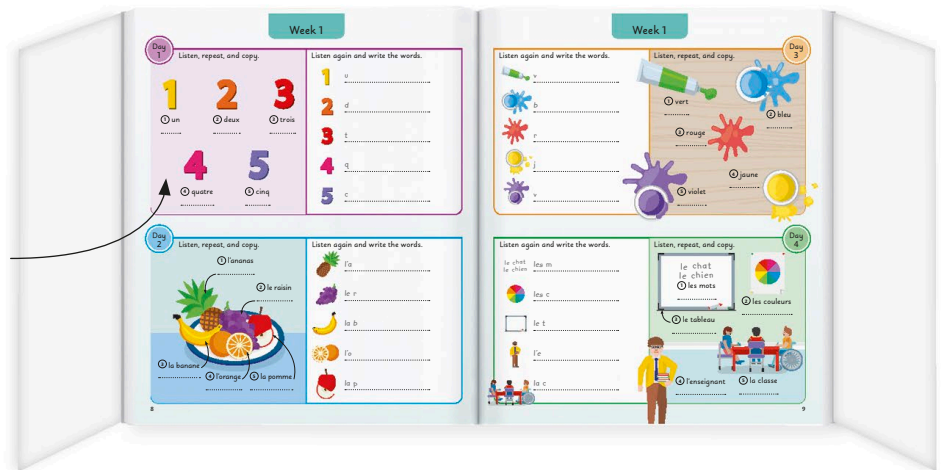 Week 1
Day
1
Listen, repeat, and copy.
1 2 3
① un ② deux ③ trois
4 5
④ quatre ⑤ cinq
Listen again and write the words.
1 u
2 d
3 t
4 q
5 c
Day
2
Listen, repeat, and copy.
① l'ananas
② le raisin
③ la banane
④ l'orange
⑤ la pomme
Listen again and write the words.
l'a
le r
la b
l'o
la p
8
Week 1
Listen again and write the words.
v
b
r
j
v
Day
3
Listen, repeat, and copy.
① vert
② bleu
③ rouge
④ jaune
⑤ violet
Listen again and write the words.
le chat
le chien
les m
les c
le t
l'e
la c
Day
4
Listen, repeat, and copy.
le chat
le chien
① les mots
② les couleurs
③ le tableau
④ l'enseignant
⑤ la classe
9